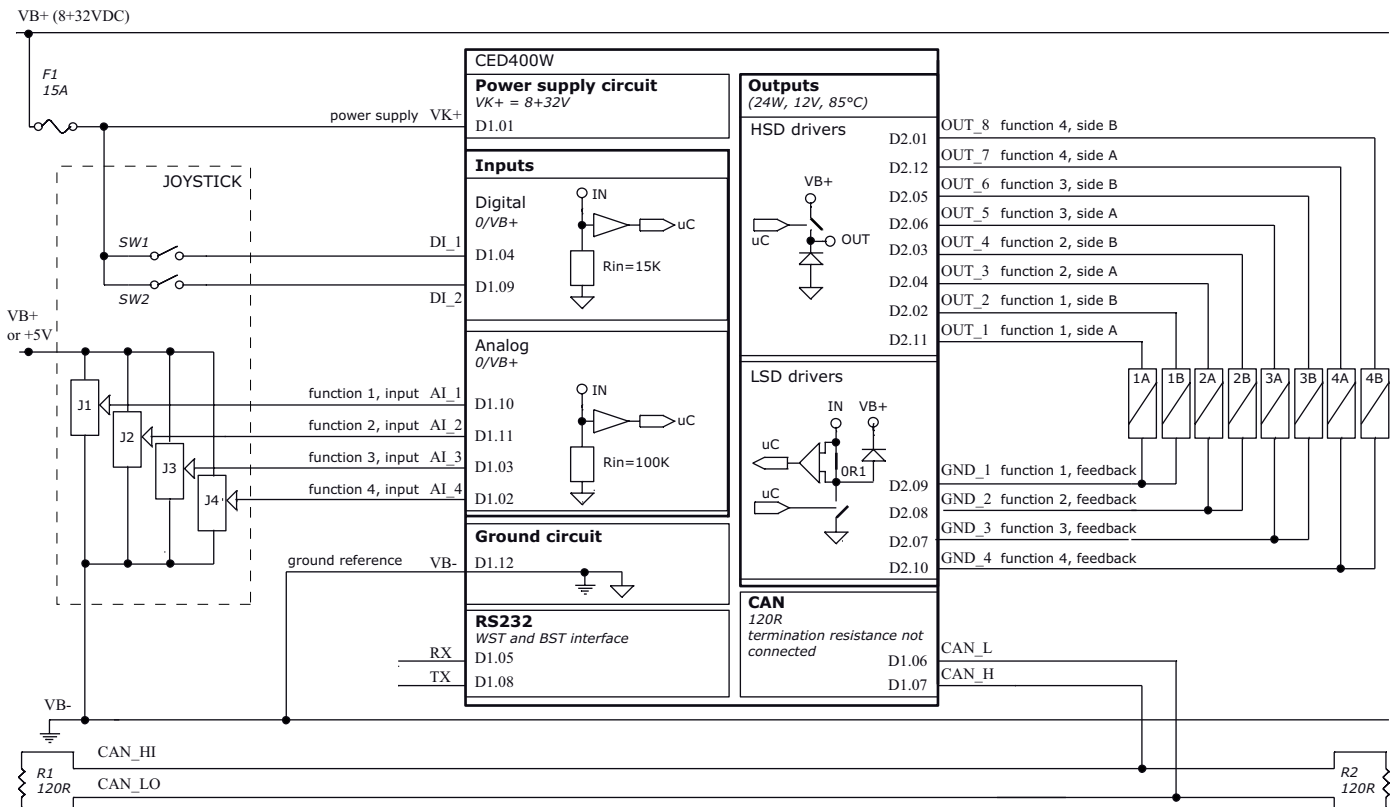 VB+ (8+32VDC)
F1
15A
power supply VK+
JOYSTICK
SW1
DI_1
SW2
DI_2
VB+
or +5V
J1
J2
J3
J4
function 1, input AI_1
function 2, input AI_2
function 3, input AI_3
function 4, input AI_4
ground reference VB-
RX
TX
VB-
CED400W
Power supply circuit
VK+ = 8+32V
D1.01
Inputs
Digital
0/VB+
D1.04
D1.09
IN
uC
Rin=15K
Analog
0/VB+
D1.10
D1.11
D1.03
D1.02
IN
uC
Rin=100K
Ground circuit
D1.12
RS232
WST and BST interface
D1.05
D1.08
Outputs
(24W, 12V, 85°C)
HSD drivers
VB+
uC
OUT
D2.01
D2.12
D2.05
D2.06
D2.03
D2.04
D2.02
D2.11
LSD drivers
IN VB+
uC
0R1
uC
D2.09
D2.08
D2.07
D2.10
CAN
120R
termination resistance not
connected
D1.06
D1.07
OUT_8 function 4, side B
OUT_7 function 4, side A
OUT_6 function 3, side B
OUT_5 function 3, side A
OUT_4 function 2, side B
OUT_3 function 2, side A
OUT_2 function 1, side B
OUT_1 function 1, side A
1A 1B 2A 2B 3A 3B 4A 4B
GND_1 function 1, feedback
GND_2 function 2, feedback
GND_3 function 3, feedback
GND_4 function 4, feedback
CAN_L
CAN_H
CAN_HI
R1
120R
CAN_LO
R2
120R